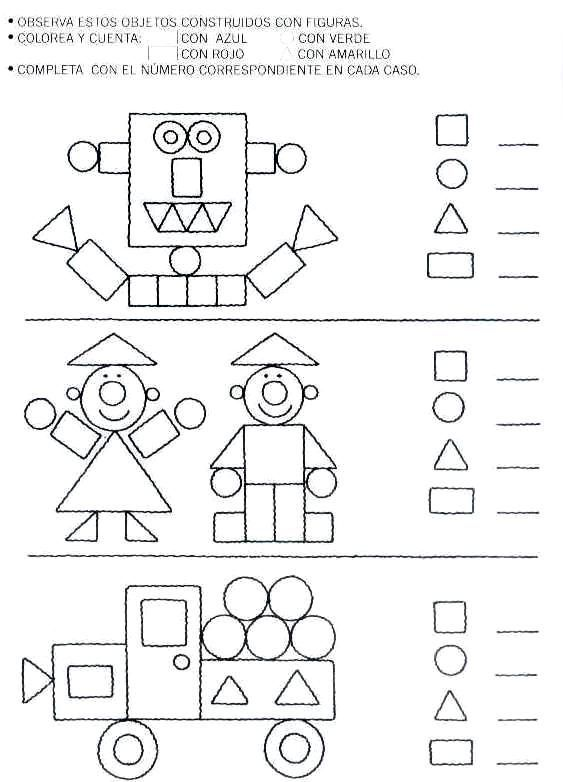 • OBSERVA ESTOS OBJETOS CONSTRUIDOS CON FIGURAS.
• COLOREA Y CUENTA: CON AZUL CON VERDE
CON ROJO CON AMARILLO
• COMPLETA CON EL NÚMERO CORRESPONDIENTE EN CADA CASO.